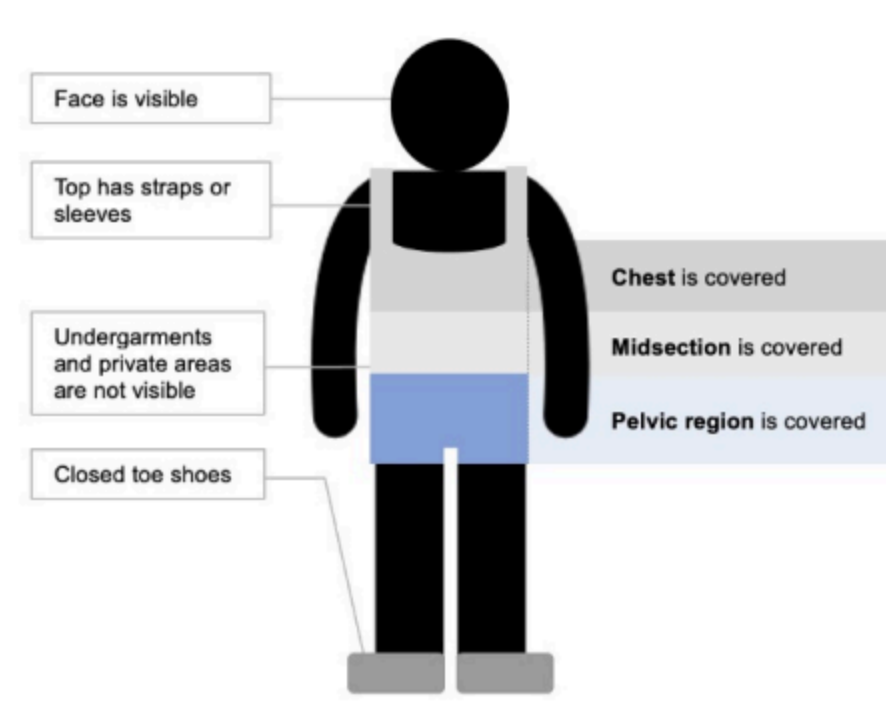 Face is visible
Top has straps or
sleeves
Undergarments
and private areas
are not visible
Closed toe shoes
Chest is covered
Midsection is covered
Pelvic region is covered